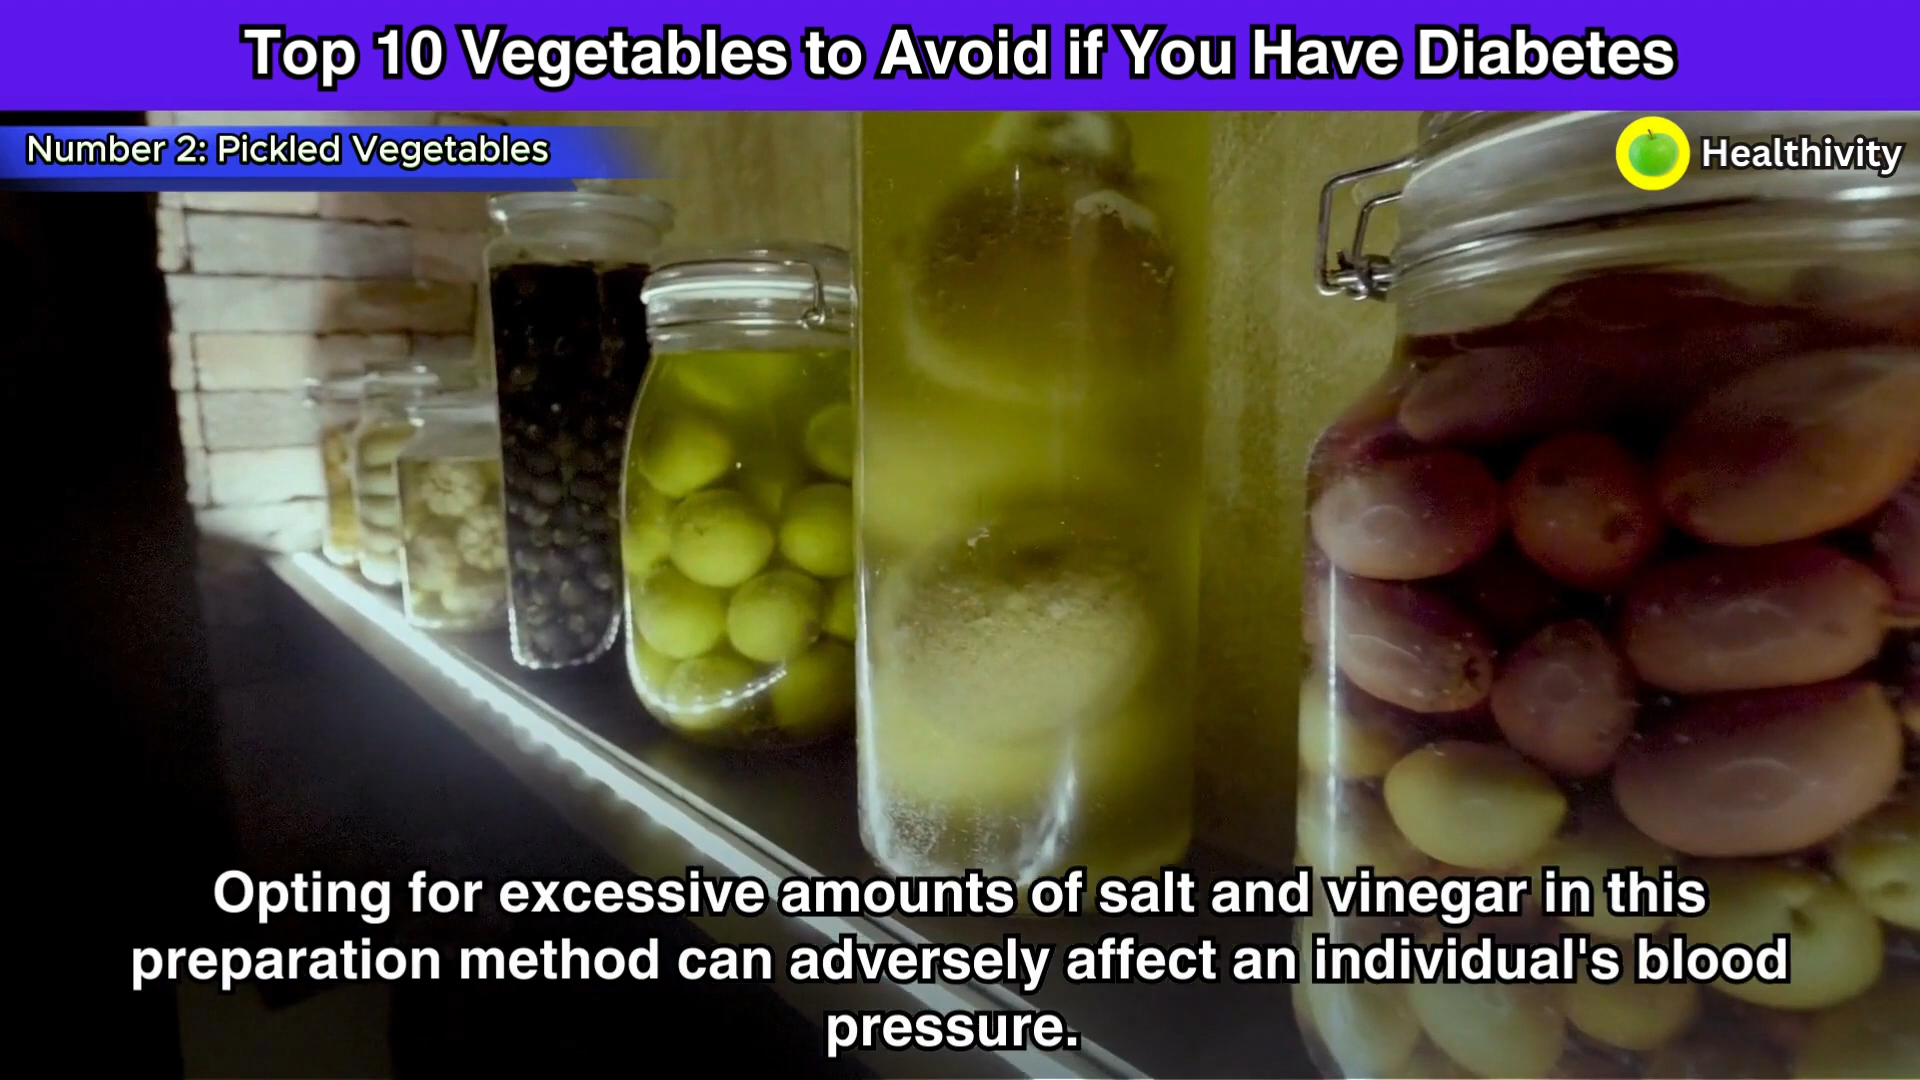 Top 10 Vegetables to Avoid if You Have Diabetes
Number 2: Pickled Vegetables
Healthivity
Opting for excessive amounts of salt and vinegar in this
preparation method can adversely affect an individual's blood
pressure.